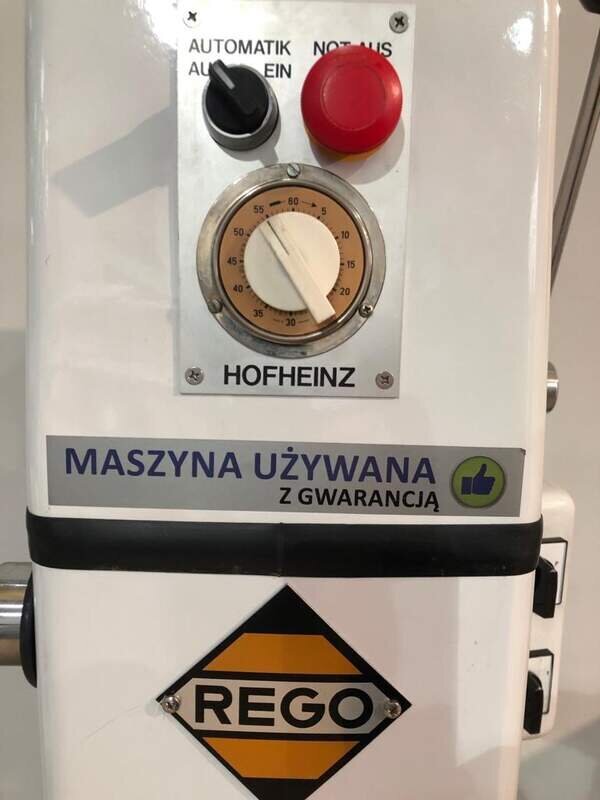 AUTOMATIK NOT AUS
AUS EIN
60
5
10
15
20
30
35
40
45
50
55
HOFHEINZ
MASZYNA UŻYWANA
Z GWARANCJĄ
REGO